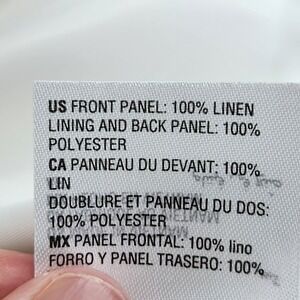 US FRONT PANEL: 100% LINEN
LINING AND BACK PANEL: 100%
POLYESTER
CA PANNEAU DU DEVANT: 100%
LIN
DOUBLURE ET PANNEAU DU DOS:
100% POLYESTER
MX PANEL FRONTAL: 100% lino
FORRO Y PANEL TRASERO: 100%